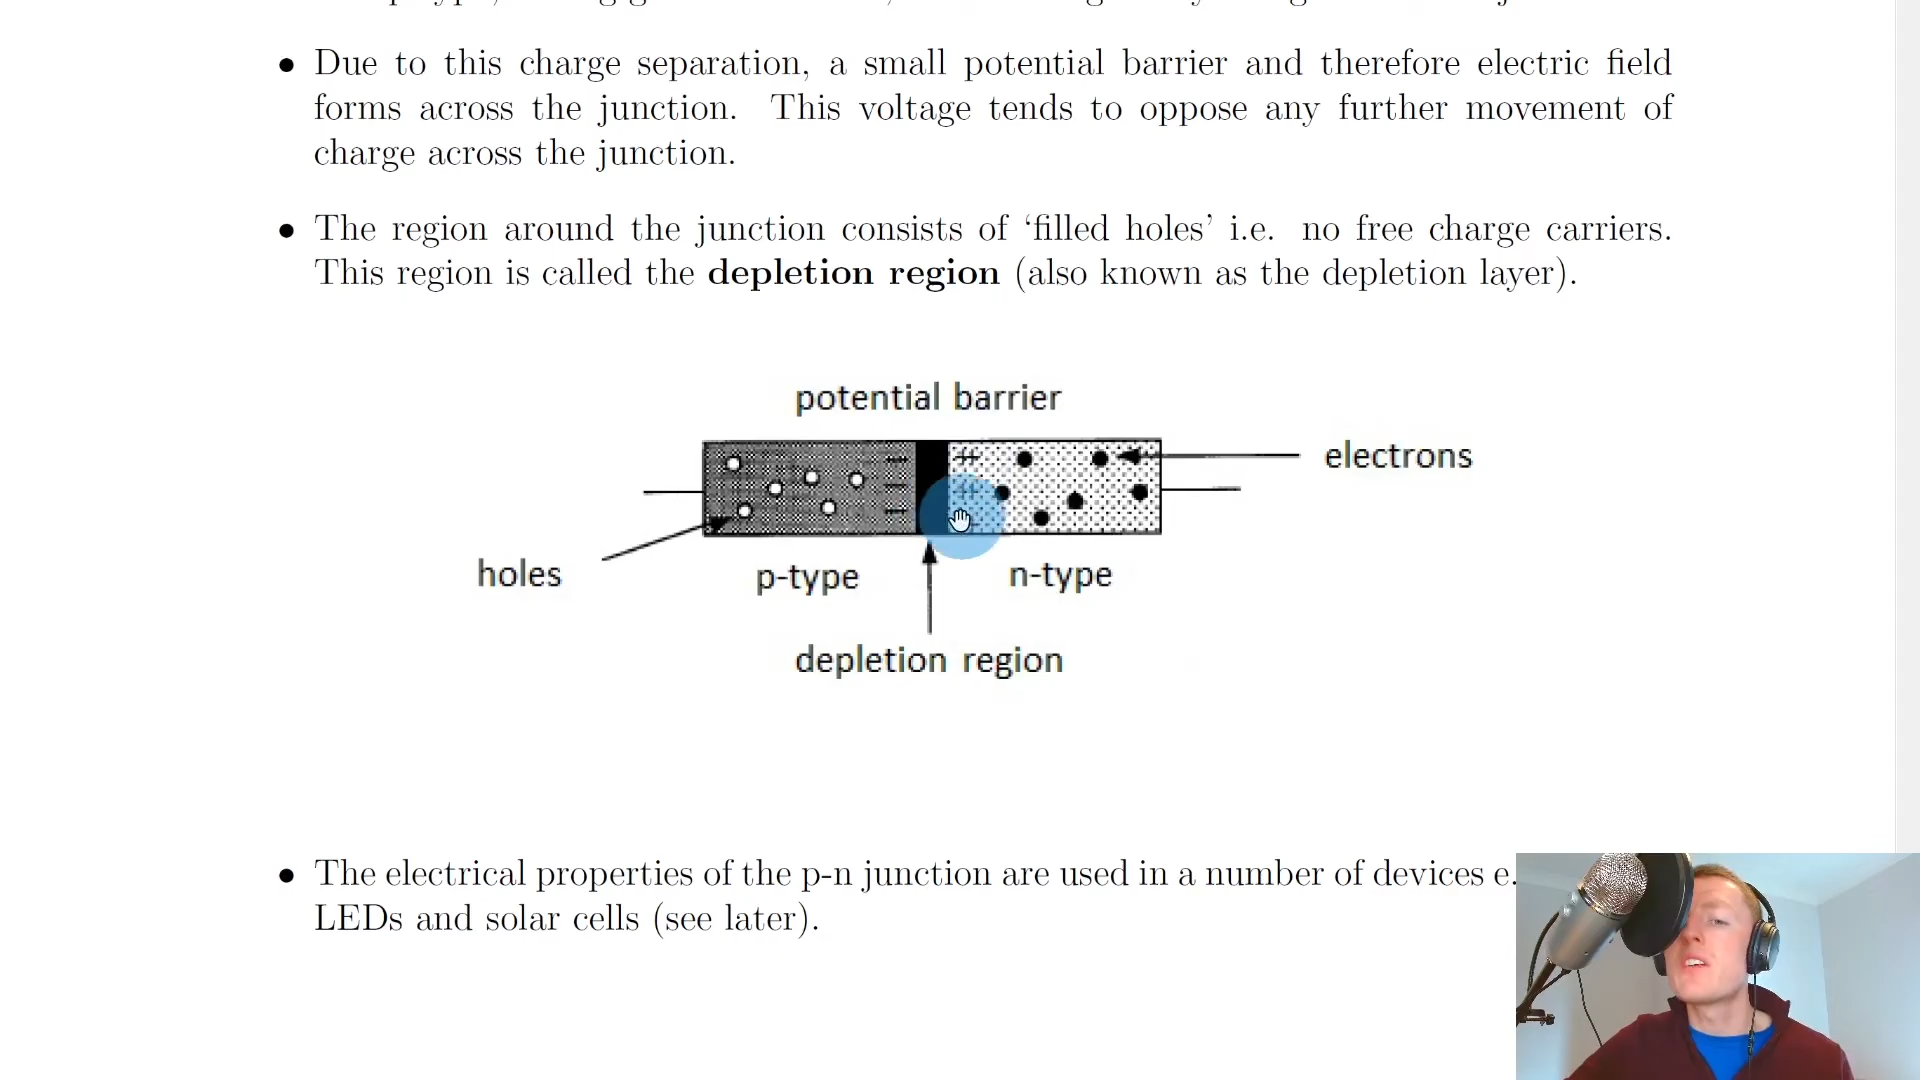 • Due to this charge separation, a small potential barrier and therefore electric field
forms across the junction. This voltage tends to oppose any further movement of
charge across the junction.
• The region around the junction consists of ‘filled holes’ i.e. no free charge carriers.
This region is called the depletion region (also known as the depletion layer).
potential barrier
electrons
holes
p-type
n-type
depletion region
• The electrical properties of the p-n junction are used in a number of devices e.
LEDs and solar cells (see later).